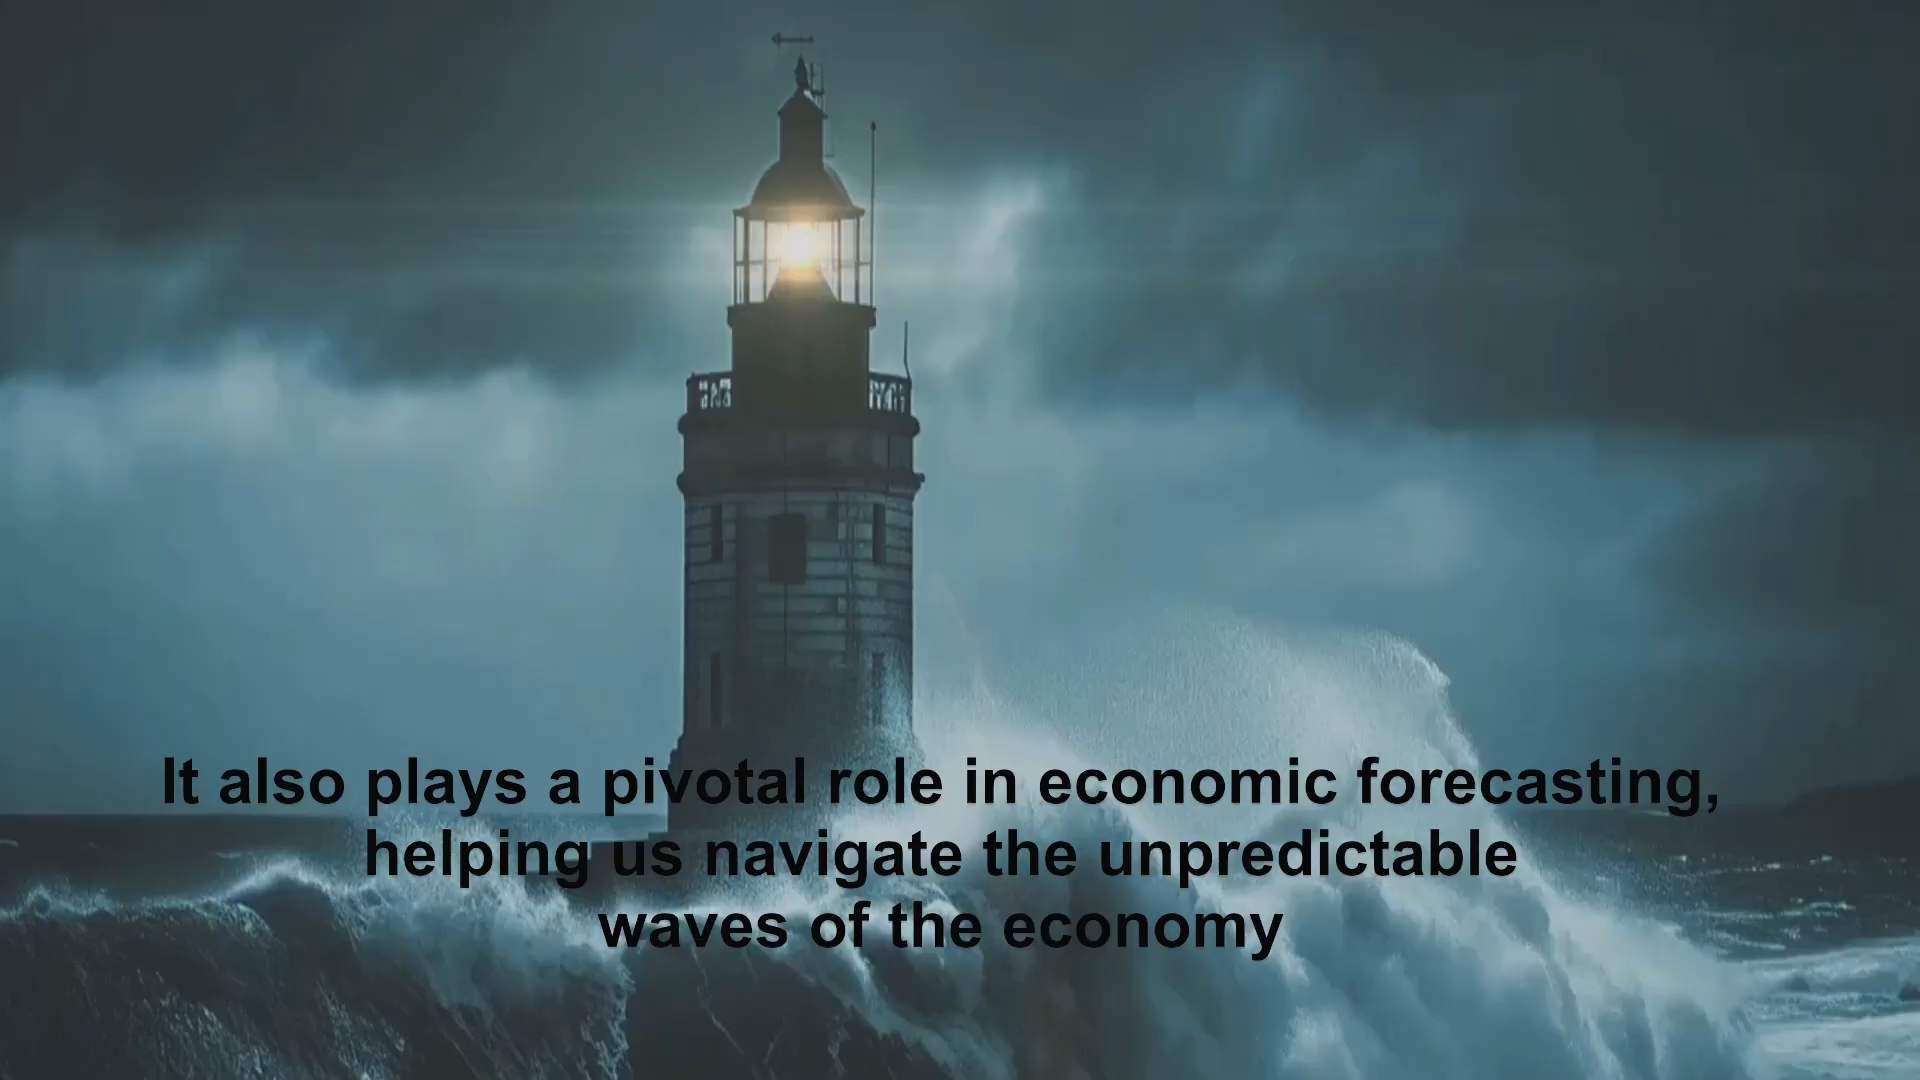 It also plays a pivotal role in economic forecasting,
helping us navigate the unpredictable
waves of the economy